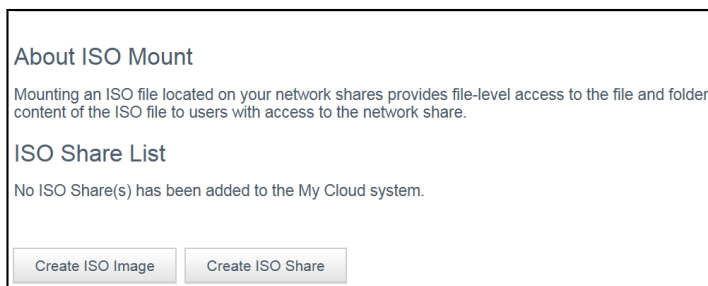 About ISO Mount
Mounting an ISO file located on your network shares provides file-level access to the file and folder
content of the ISO file to users with access to the network share.
ISO Share List
No ISO Share(s) has been added to the My Cloud system.
Create ISO Image
Create ISO Share